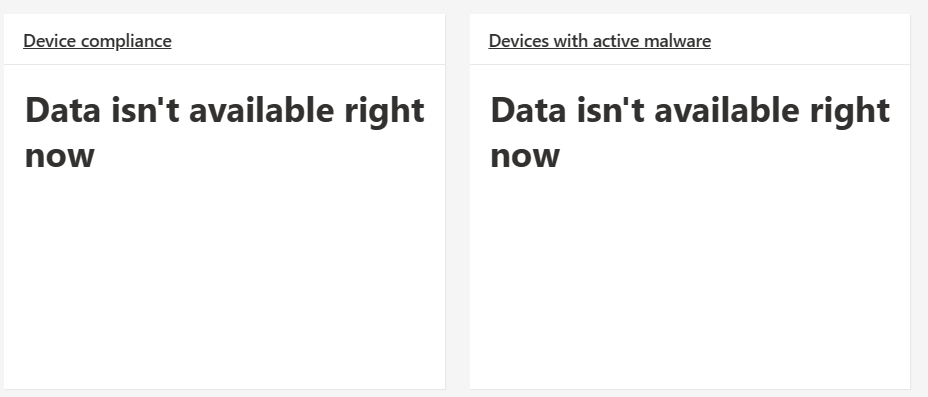 Device compliance
Data isn't available right
now
Devices with active malware
Data isn't available right
now